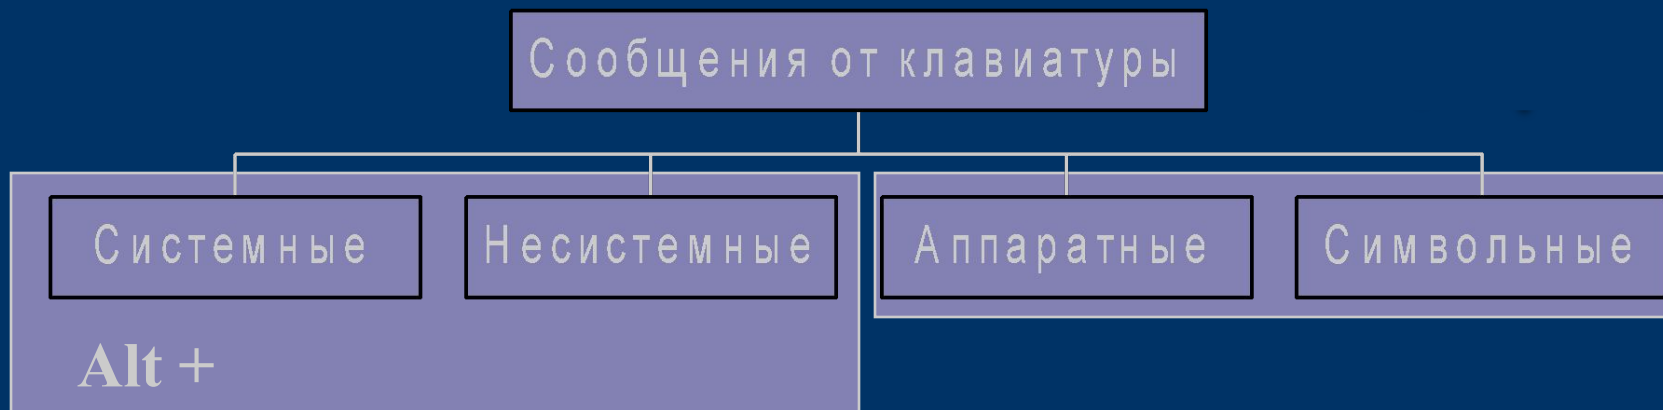 Сообщения от клавиатуры
Системные Несистемные Аппаратные Символьные
Alt +